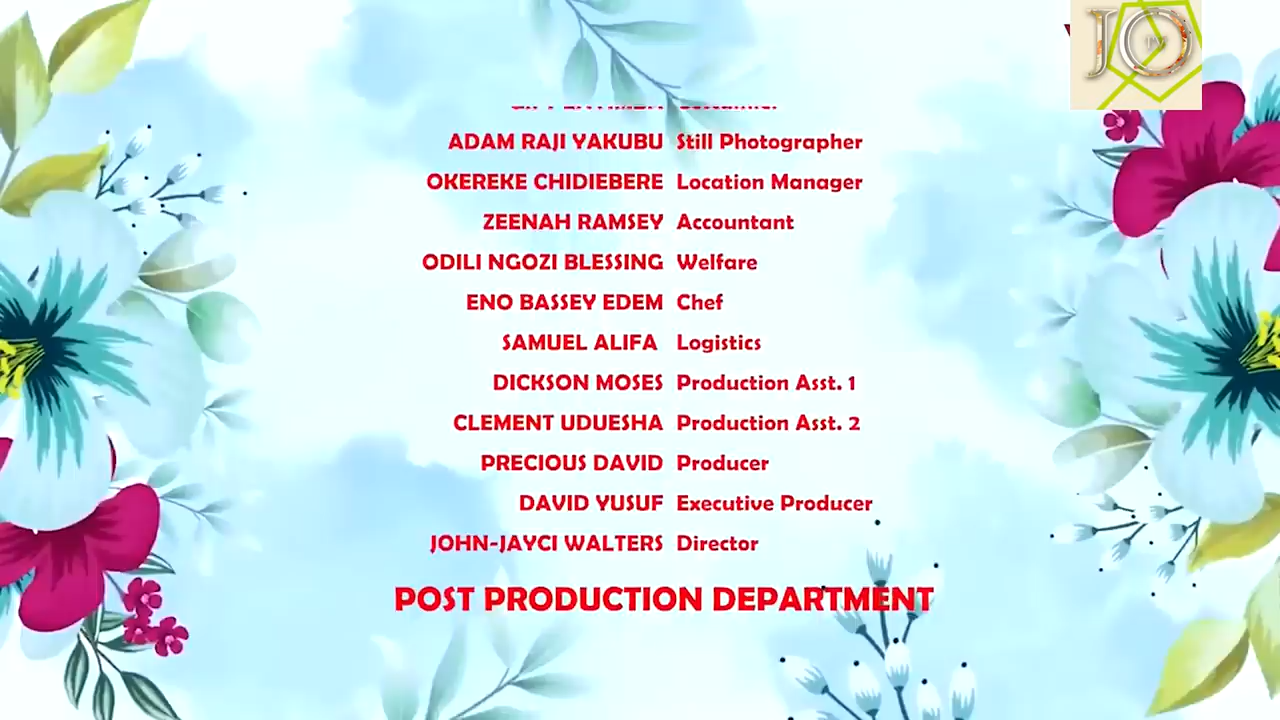 JO
TV
ADAM RAJI YAKUBU Still Photographer
OKEREKE CHIDIEBERE Location Manager
ZEENAH RAMSEY Accountant
ODILI NGOZI BLESSING Welfare
ENO BASSEY EDEM Chef
SAMUEL ALIFA Logistics
DICKSON MOSES Production Asst. 1
CLEMENT UDUESHA Production Asst. 2
PRECIOUS DAVID Producer
DAVID YUSUF Executive Producer
JOHN-JAYCI WALTERS Director
POST PRODUCTION DEPARTMENT